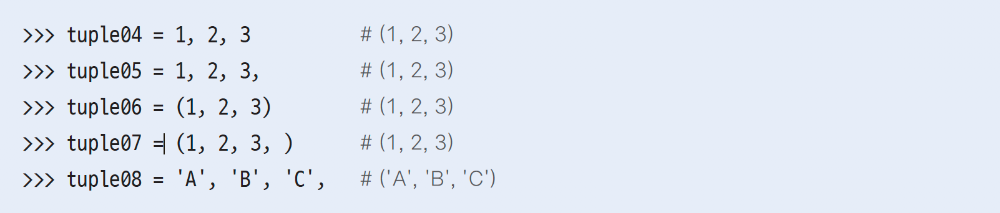 >>> tuple04 = 1, 2, 3 # (1, 2, 3)
>>> tuple05 = 1, 2, 3, # (1, 2, 3)
>>> tuple06 = (1, 2, 3) # (1, 2, 3)
>>> tuple07 = (1, 2, 3, ) # (1, 2, 3)
>>> tuple08 = 'A', 'B', 'C', # ('A', 'B', 'C')